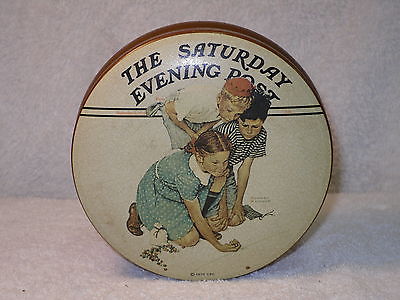 THE SATURDAY
EVENING POST